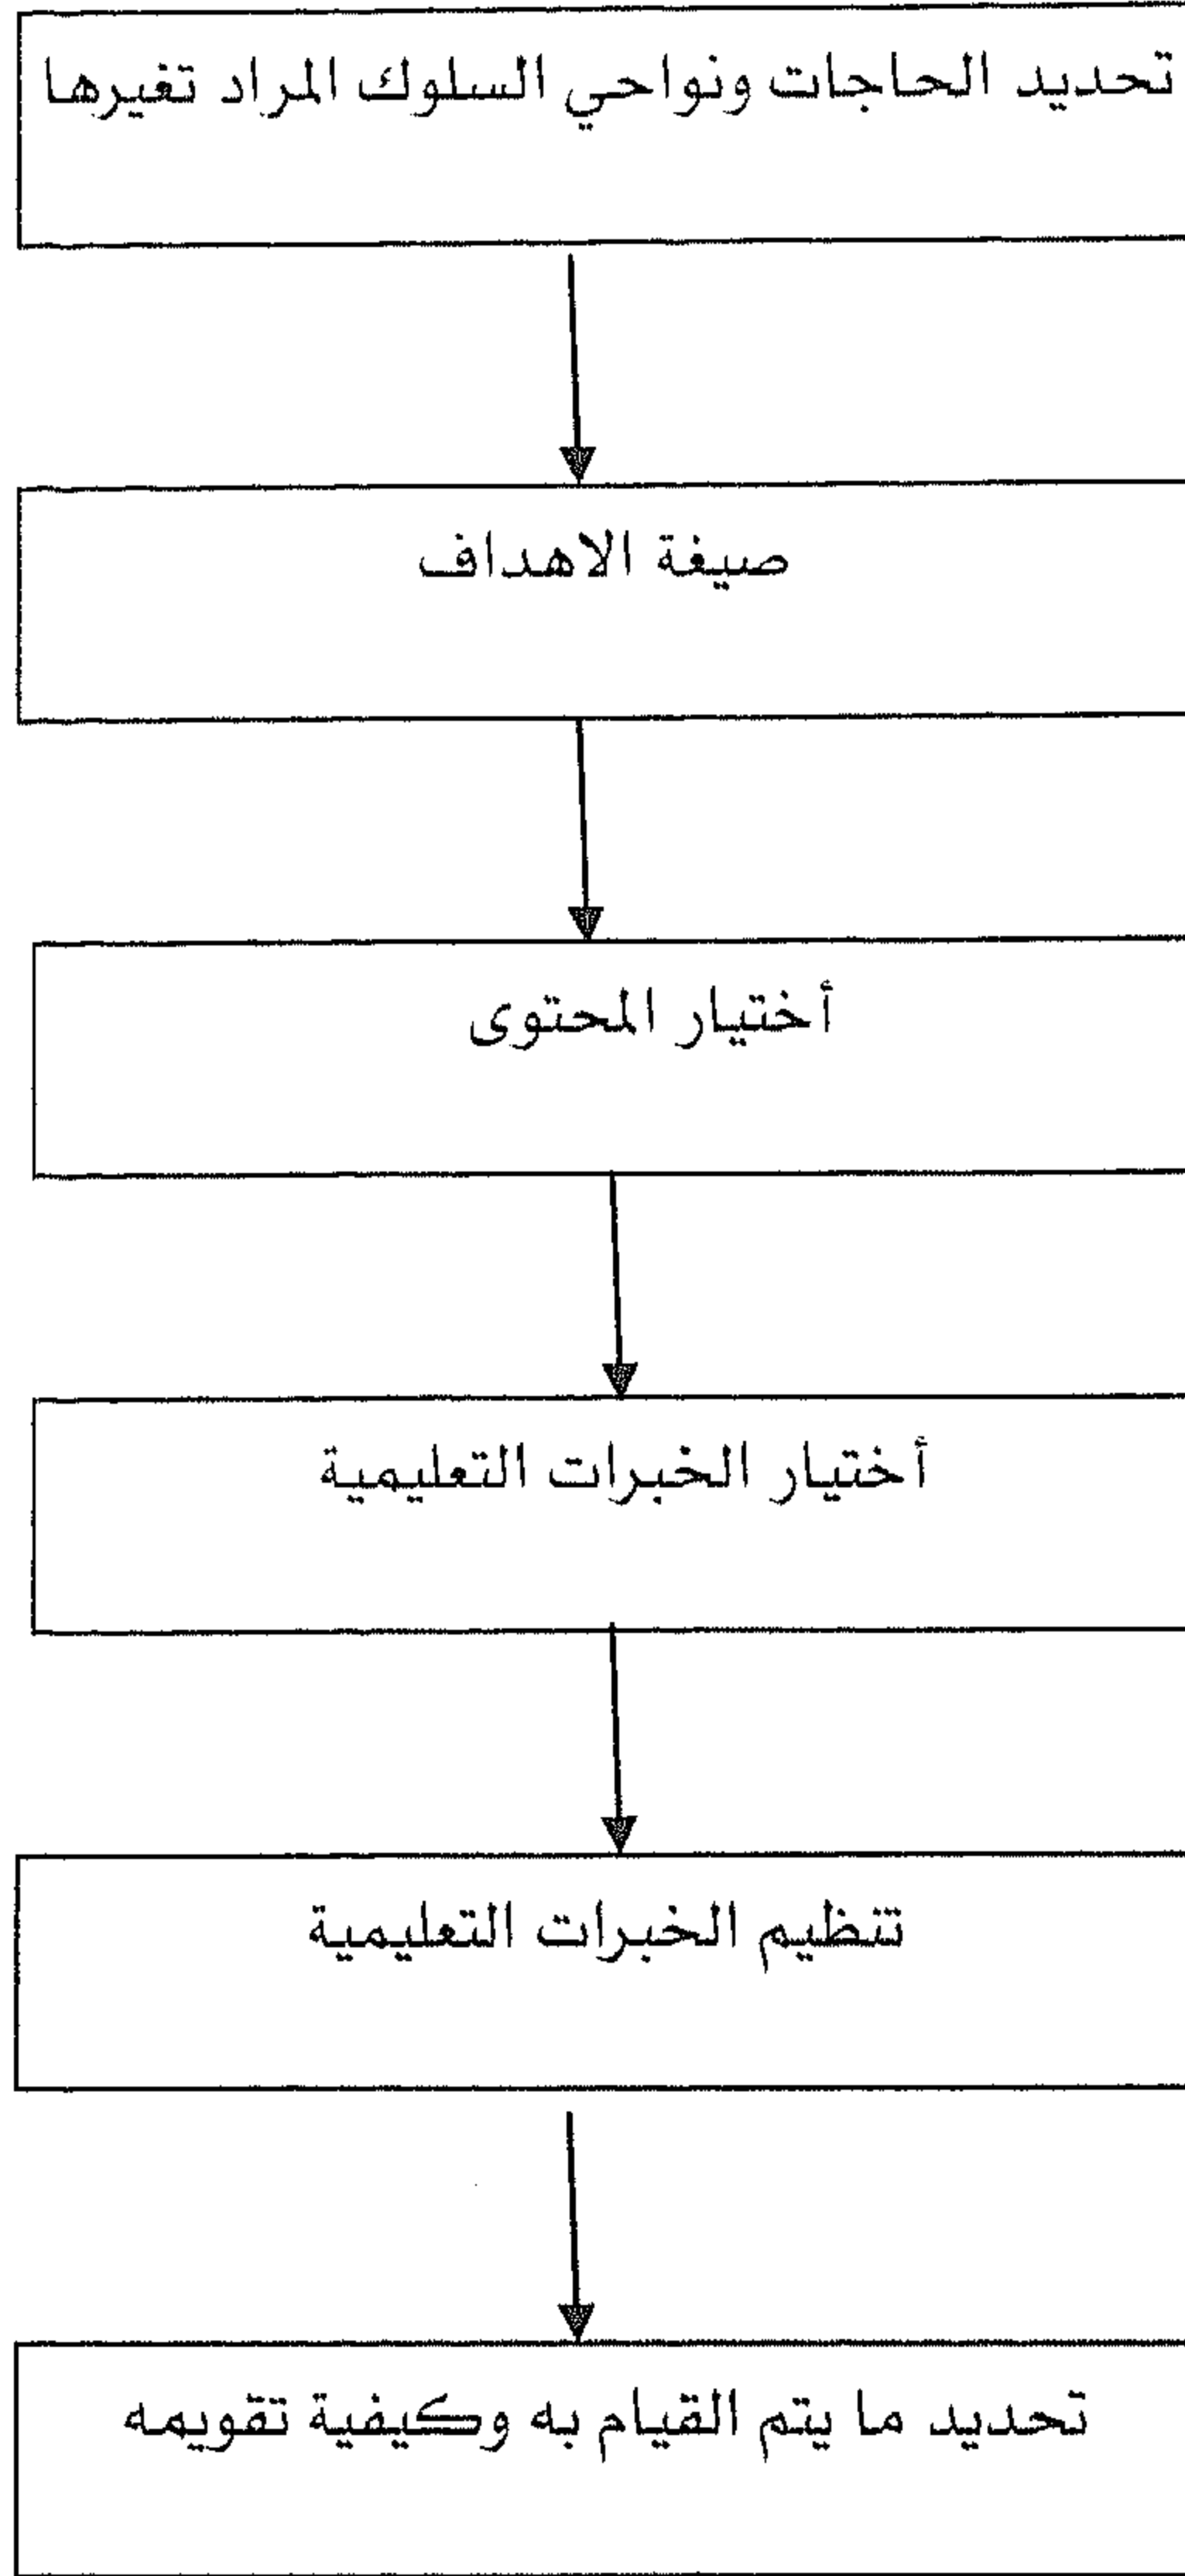 تحديد الحاجات ونواحي السلوك المراد تغيرها
صيغة الاهداف
أختيار المحتوى
أختيار الخبرات التعليمية
تنظيم الخبرات التعليمية
تحديد ما يتم القيام به وكيفية تقويمه